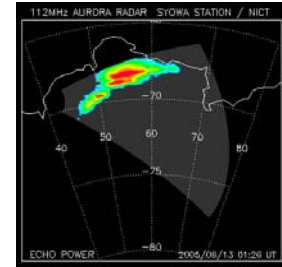 112MHz AURORA RADAR SYOWA STATION / NICT
-70
40 50 60 70 80
-75
-80
ECHO POWER 2005/06/13 01:26 UT